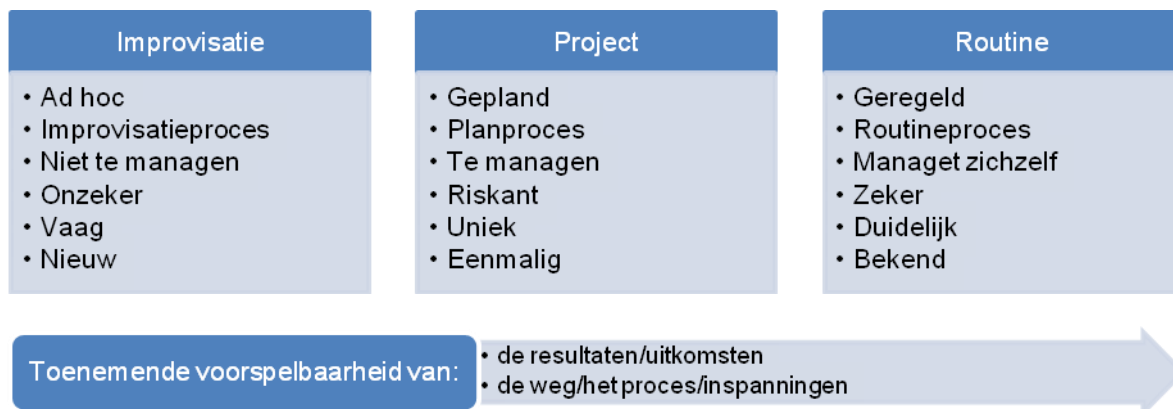 Improvisatie
• Ad hoc
• Improvisatieproces
• Niet te managen
• Onzeker
• Vaag
• Nieuw
Project
• Gepland
• Planproces
• Te managen
• Riskant
• Uniek
• Eenmalig
Routine
• Geregeld
• Routineproces
• Managet zichzelf
• Zeker
• Duidelijk
• Bekend
Toenemende voorspelbaarheid van:
• de resultaten/uitkomsten
• de weg/het proces/inspanningen